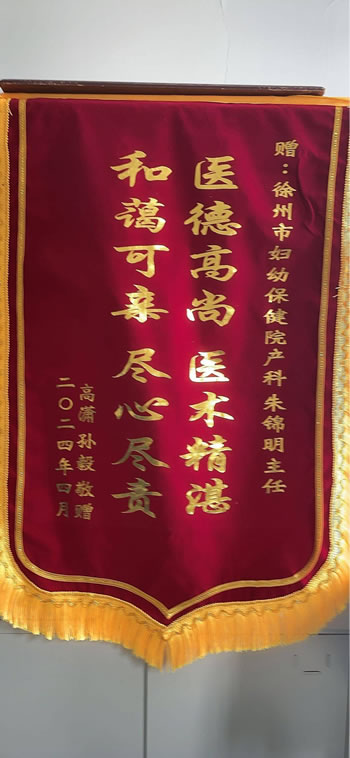 赠：徐州市妇幼保健院产科朱锦明主任
医德高尚 医术精湛
和蔼可亲 尽心尽责
高潇 孙毅 敬赠
二〇二四年四月